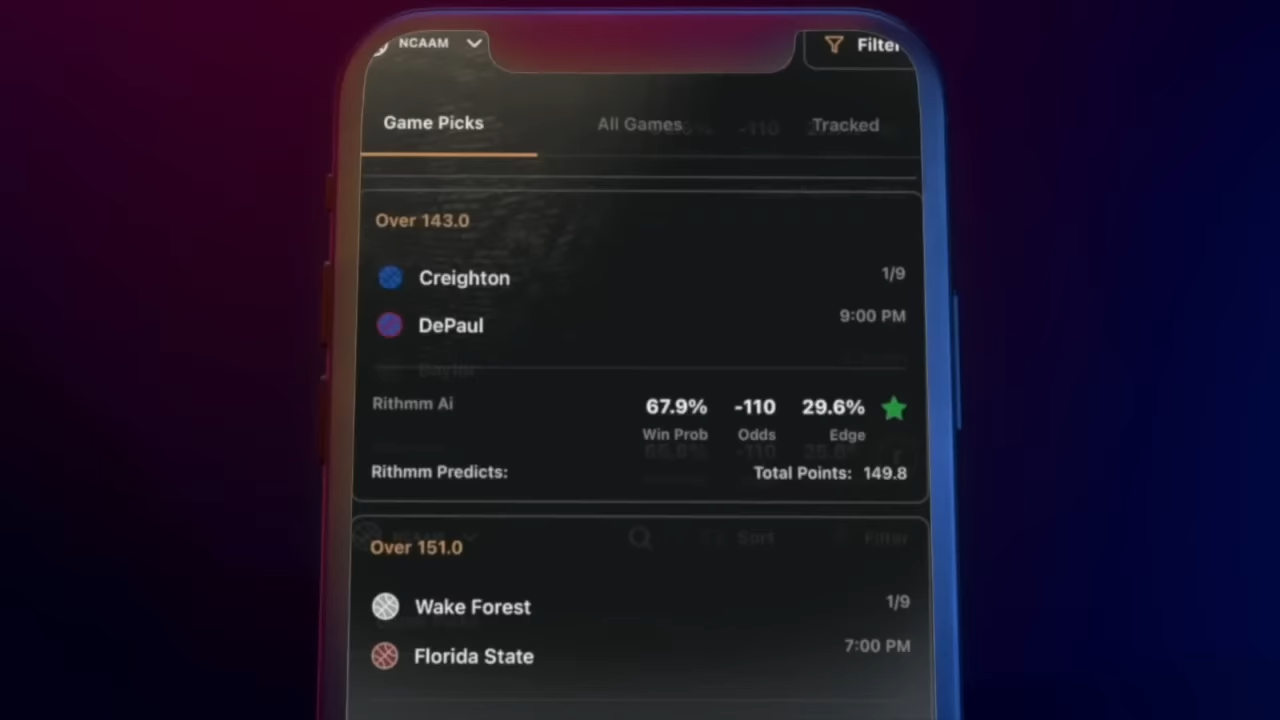 NCAAM Filter
Game Picks All Games Tracked
Over 143.0
Creighton 1/9
DePaul 9:00 PM
Rithmm Ai 67.9% -110 29.6%
Win Prob Odds Edge
Rithmm Predicts: Total Points: 149.8
Sort Filter
Over 151.0
Wake Forest 1/9
Florida State 7:00 PM